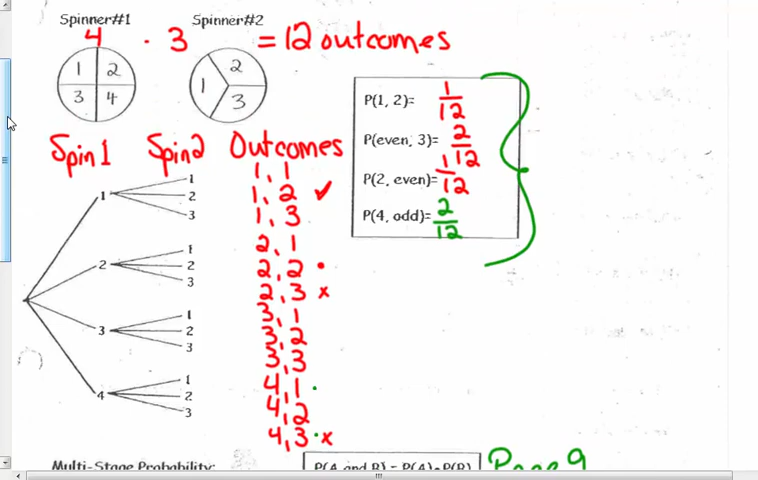 Spinner#1 Spinner#2
4 · 3 = 12 outcomes
1 2
3 4
1 2
3
P(1, 2)= 1/12
P(even, 3)= 2/12
P(2, even)= 1/12
P(4, odd)= 2/12
Spin1 Spin2 Outcomes
1 1 1, 1
2 1, 2 ✓
3 1, 3
2 1 2, 1
2 2, 2 •
3 2, 3 x
3 1 3, 1
2 3, 2
3 3, 3
4 1 4, 1 •
2 4, 2
3 4, 3 • x
Multi-Stage Probability:
P(A and B) = P(A) · P(B)
Page 9